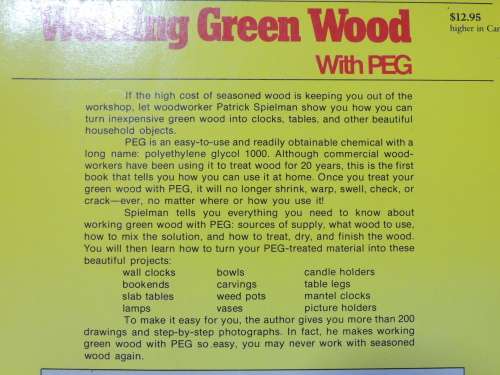 Working Green Wood
$12.95
higher in Can
With PEG
If the high cost of seasoned wood is keeping you out of the
workshop, let woodworker Patrick Spielman show you how you can
turn inexpensive green wood into clocks, tables, and other beautiful
household objects.
PEG is an easy-to-use and readily obtainable chemical with a
long name: polyethylene glycol 1000. Although commercial wood-
workers have been using it to treat wood for 20 years, this is the first
book that tells you how you can use it at home. Once you treat your
green wood with PEG, it will no longer shrink, warp, swell, check, or
crack—ever, no matter where or how you use it!
Spielman tells you everything you need to know about
working green wood with PEG: sources of supply, what wood to use,
how to mix the solution, and how to treat, dry, and finish the wood.
You will then learn how to turn your PEG-treated material into these
beautiful projects:
wall clocks bowls candle holders
bookends carvings table legs
slab tables weed pots mantel clocks
lamps vases picture holders
To make it easy for you, the author gives you more than 200
drawings and step-by-step photographs. In fact, he makes working
green wood with PEG so easy, you may never work with seasoned
wood again.